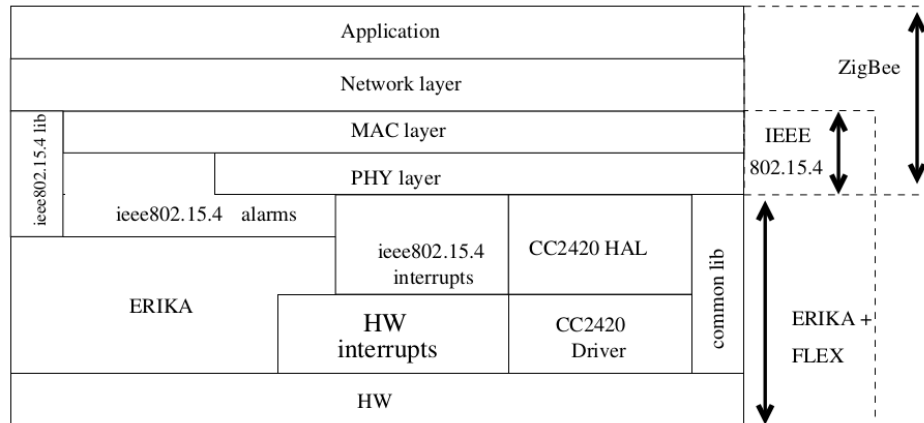 Application
ZigBee
Network layer
ieee802.15.4 lib
MAC layer
IEEE
802.15.4
PHY layer
ieee802.15.4 alarms
ieee802.15.4
interrupts
CC2420 HAL
common lib
ERIKA
HW
interrupts
CC2420
Driver
ERIKA +
FLEX
HW